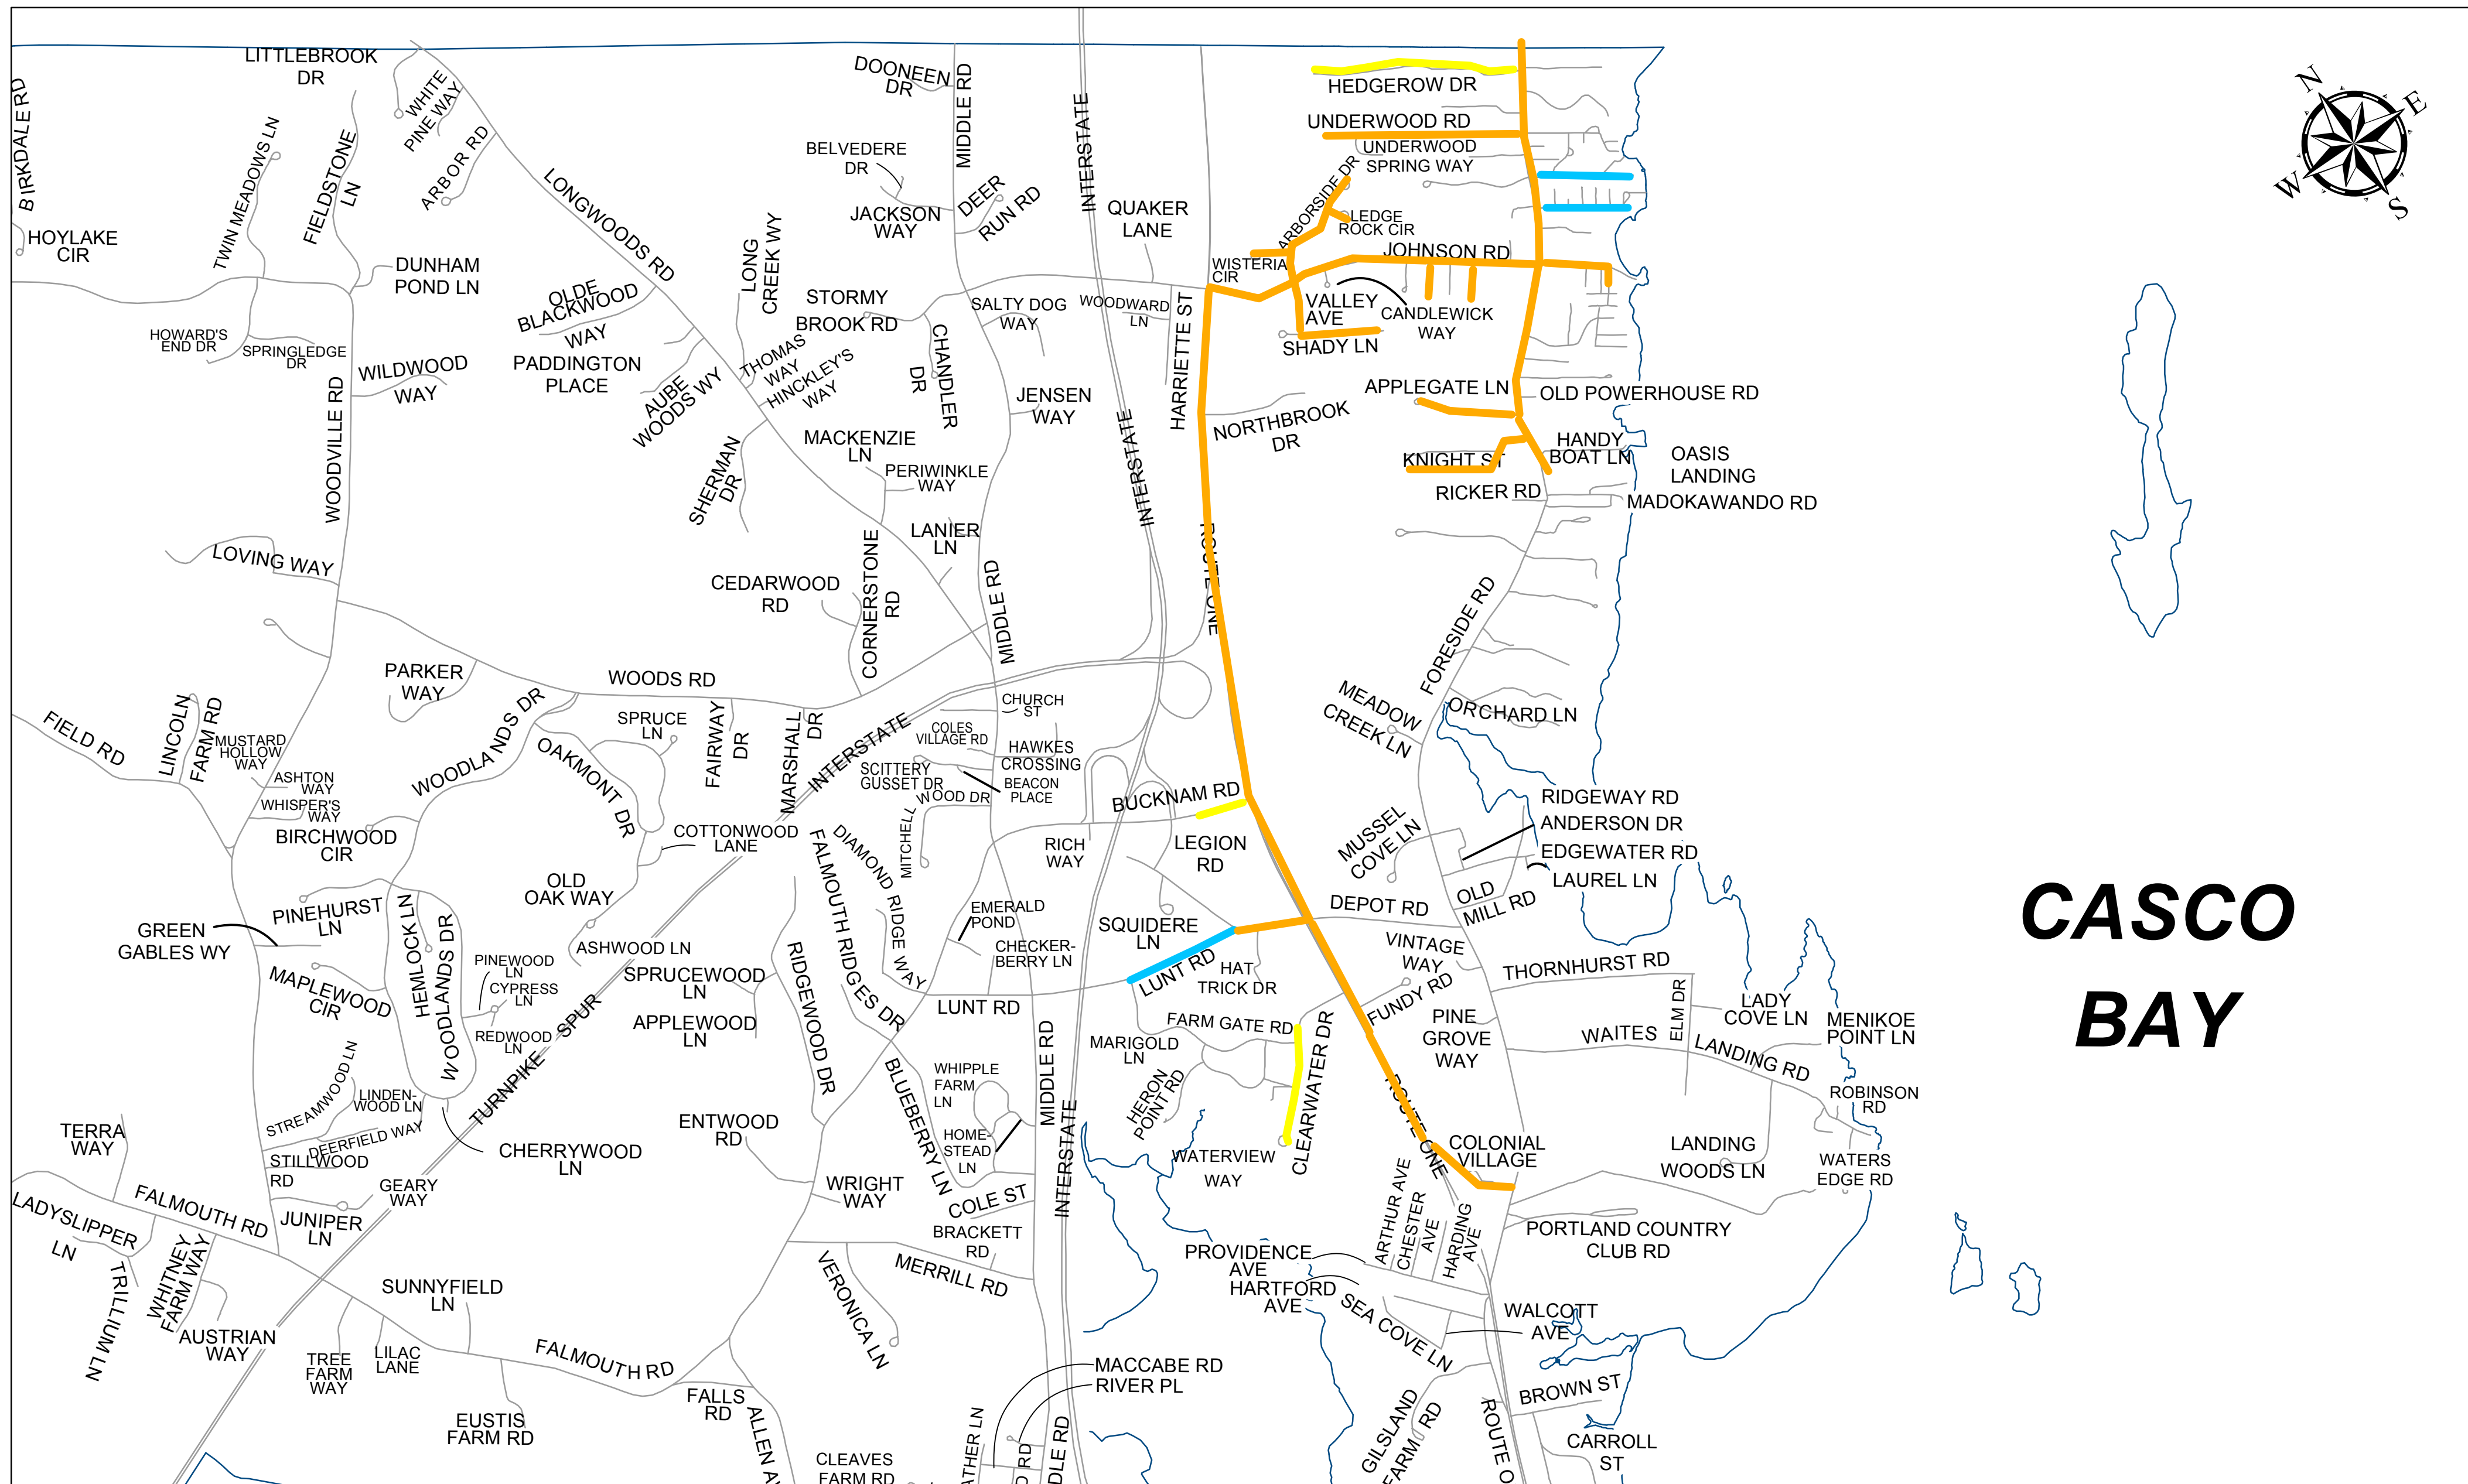 LITTLEBROOK
DR
WHITE
PINE WAY
DOONEEN
DR
MIDDLE RD
INTERSTATE
HEDGEROW DR
N
E
W
S
BIRKDALE RD
TWIN MEADOWS LN
FIELDSTONE
LN
ARBOR RD
BELVEDERE
DR
UNDERWOOD RD
UNDERWOOD
SPRING WAY
LONGWOODS RD
JACKSON
WAY
DEER
RUN RD
QUAKER
LANE
ARBORSIDE DR
LEDGE
ROCK CIR
JOHNSON RD
HOYLAKE
CIR
DUNHAM
POND LN
LONG
CREEK WY
WISTERIA
CIR
OLDE
BLACKWOOD
WAY
STORMY
BROOK RD
SALTY DOG
WAY
WOODWARD
LN
HARRIETTE ST
VALLEY
AVE
CANDLEWICK
WAY
SHADY LN
HOWARD'S
END DR
SPRINGLEDGE
DR
WOODVILLE RD
WILDWOOD
WAY
PADDINGTON
PLACE
AUBE
WOODS WY
THOMAS
WAY
HINCKLEY'S
WAY
CHANDLER
DR
JENSEN
WAY
INTERSTATE
NORTHBROOK
DR
APPLEGATE LN
OLD POWERHOUSE RD
MACKENZIE
LN
PERIWINKLE
WAY
SHERMAN
DR
KNIGHT ST
HANDY
BOAT LN
OASIS
LANDING
RICKER RD
MADOKAWANDO RD
LOVING WAY
LANIER
LN
CEDARWOOD
RD
CORNERSTONE
RD
MIDDLE RD
ROUTE ONE
FORESIDE RD
PARKER
WAY
WOODS RD
MEADOW
CREEK LN
ORCHARD LN
FIELD RD
LINCOLN
FARM RD
MUSTARD
HOLLOW
WAY
ASHTON
WAY
WHISPER'S
WAY
WOODLANDS DR
OAKMONT DR
SPRUCE
LN
FAIRWAY
DR
MARSHALL
DR
INTERSTATE
CHURCH
ST
COLES
VILLAGE RD
HAWKES
CROSSING
SCITTERY
GUSSET DR
BEACON
PLACE
MITCHELL
WOOD DR
BUCKNAM RD
RIDGEWAY RD
ANDERSON DR
EDGEWATER RD
LAUREL LN
MUSSEL
COVE LN
BIRCHWOOD
CIR
COTTONWOOD
LANE
FALMOUTH RIDGES DR
DIAMOND RIDGE WAY
RICH
WAY
LEGION
RD
OLD
OAK WAY
OLD
MILL RD
DEPOT RD
CASCO
BAY
GREEN
GABLES WY
PINEHURST
LN
HEMLOCK LN
WOODLANDS DR
EMERALD
POND
CHECKER-
BERRY LN
SQUIDERE
LN
ASHWOOD LN
PINEWOOD
LN
CYPRESS
LN
SPRUCEWOOD
LN
RIDGEWOOD DR
LUNT RD
HAT
TRICK DR
VINTAGE
WAY
THORNHURST RD
MAPLEWOOD
CIR
REDWOOD
LN
TURNPIKE SPUR
APPLEWOOD
LN
LUNT RD
FARM GATE RD
FUNDY RD
PINE
GROVE
WAY
ELM DR
LADY
COVE LN
MENIKOE
POINT LN
WAITES
LANDING RD
MARIGOLD
LN
HERON
POINT RD
CLEARWATER DR
STREAMWOOD LN
LINDEN-
WOOD LN
DEERFIELD WAY
BLUEBERRY LN
WHIPPLE
FARM
LN
MIDDLE RD
INTERSTATE
ROUTE ONE
ROBINSON
RD
TERRA
WAY
STILLWOOD
RD
CHERRYWOOD
LN
ENTWOOD
RD
HOME-
STEAD
LN
WATERVIEW
WAY
COLONIAL
VILLAGE
LANDING
WOODS LN
WATERS
EDGE RD
GEARY
WAY
WRIGHT
WAY
COLE ST
ARTHUR AVE
CHESTER
AVE
HARDING
AVE
LADYSLIPPER
LN
FALMOUTH RD
JUNIPER
LN
BRACKETT
RD
PORTLAND COUNTRY
CLUB RD
PROVIDENCE
AVE
HARTFORD
AVE
WHITNEY
FARM WAY
TRILLIUM LN
SUNNYFIELD
LN
VERONICA LN
MERRILL RD
SEA COVE LN
WALCOTT
AVE
AUSTRIAN
WAY
TREE
FARM
WAY
LILAC
LANE
FALMOUTH RD
MACCABE RD
RIVER PL
BROWN ST
GILSLAND
FARM RD
FALLS
RD
EUSTIS
FARM RD
CARROLL
ST
CLEAVES
FARM RD